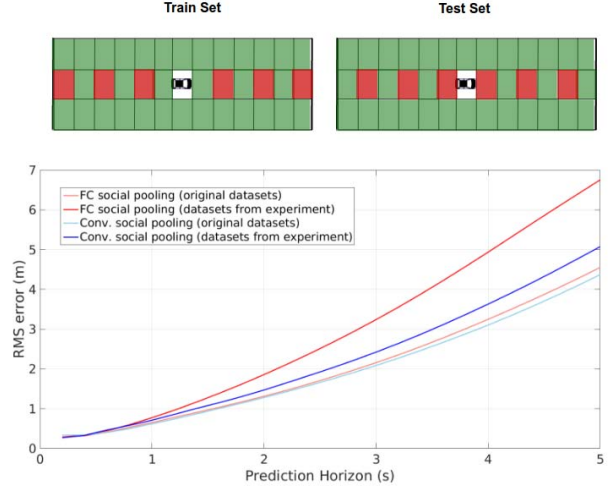 Train Set
Test Set
7
6
5
4
3
2
1
0
RMS error (m)
FC social pooling (original datasets)
FC social pooling (datasets from experiment)
Conv. social pooling (original datasets)
Conv. social pooling (datasets from experiment)
0 1 2 3 4 5
Prediction Horizon (s)